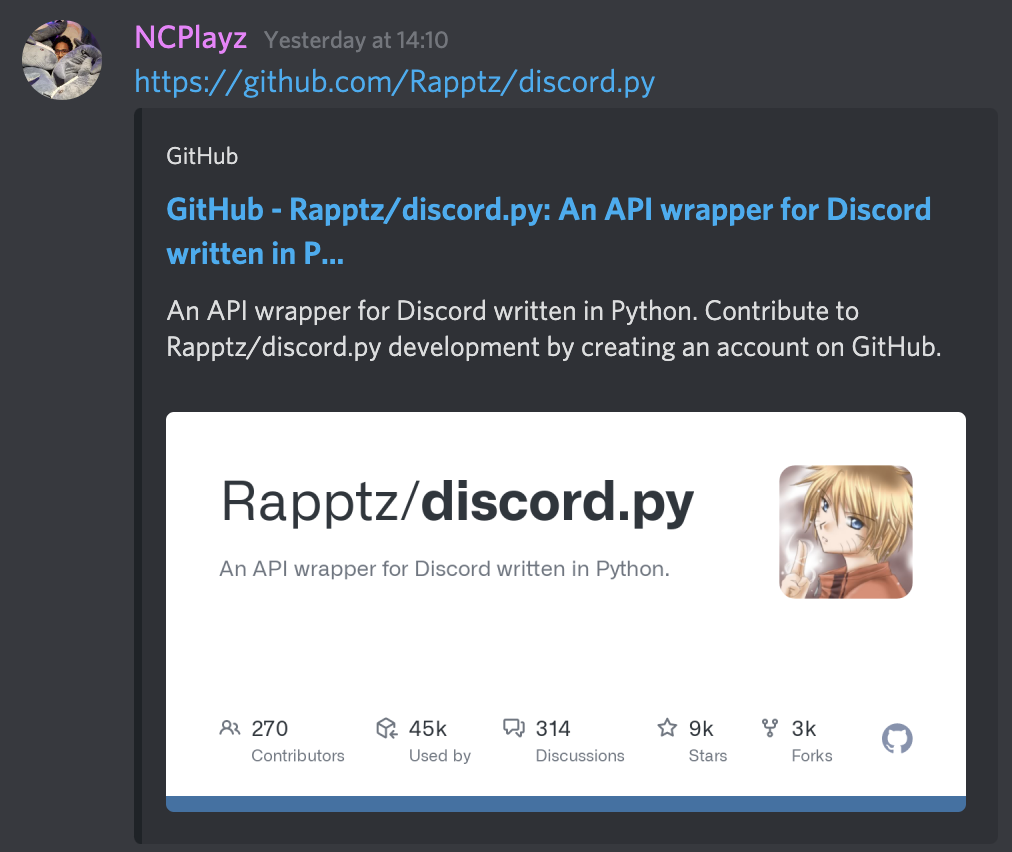 NCPlayz Yesterday at 14:10
https://github.com/Rapptz/discord.py
GitHub
GitHub - Rapptz/discord.py: An API wrapper for Discord
written in P...
An API wrapper for Discord written in Python. Contribute to
Rapptz/discord.py development by creating an account on GitHub.
Rapptz/discord.py
An API wrapper for Discord written in Python.
270 45k 314 9k 3k
Contributors Used by Discussions Stars Forks